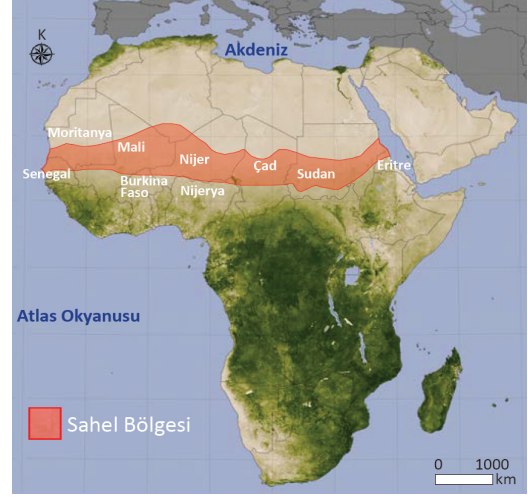 K
Akdeniz
Moritanya
Mali
Nijer
Çad
Sudan
Eritre
Senegal
Burkina
Faso
Nijerya
Atlas Okyanusu
Sahel Bölgesi
0 1000
km